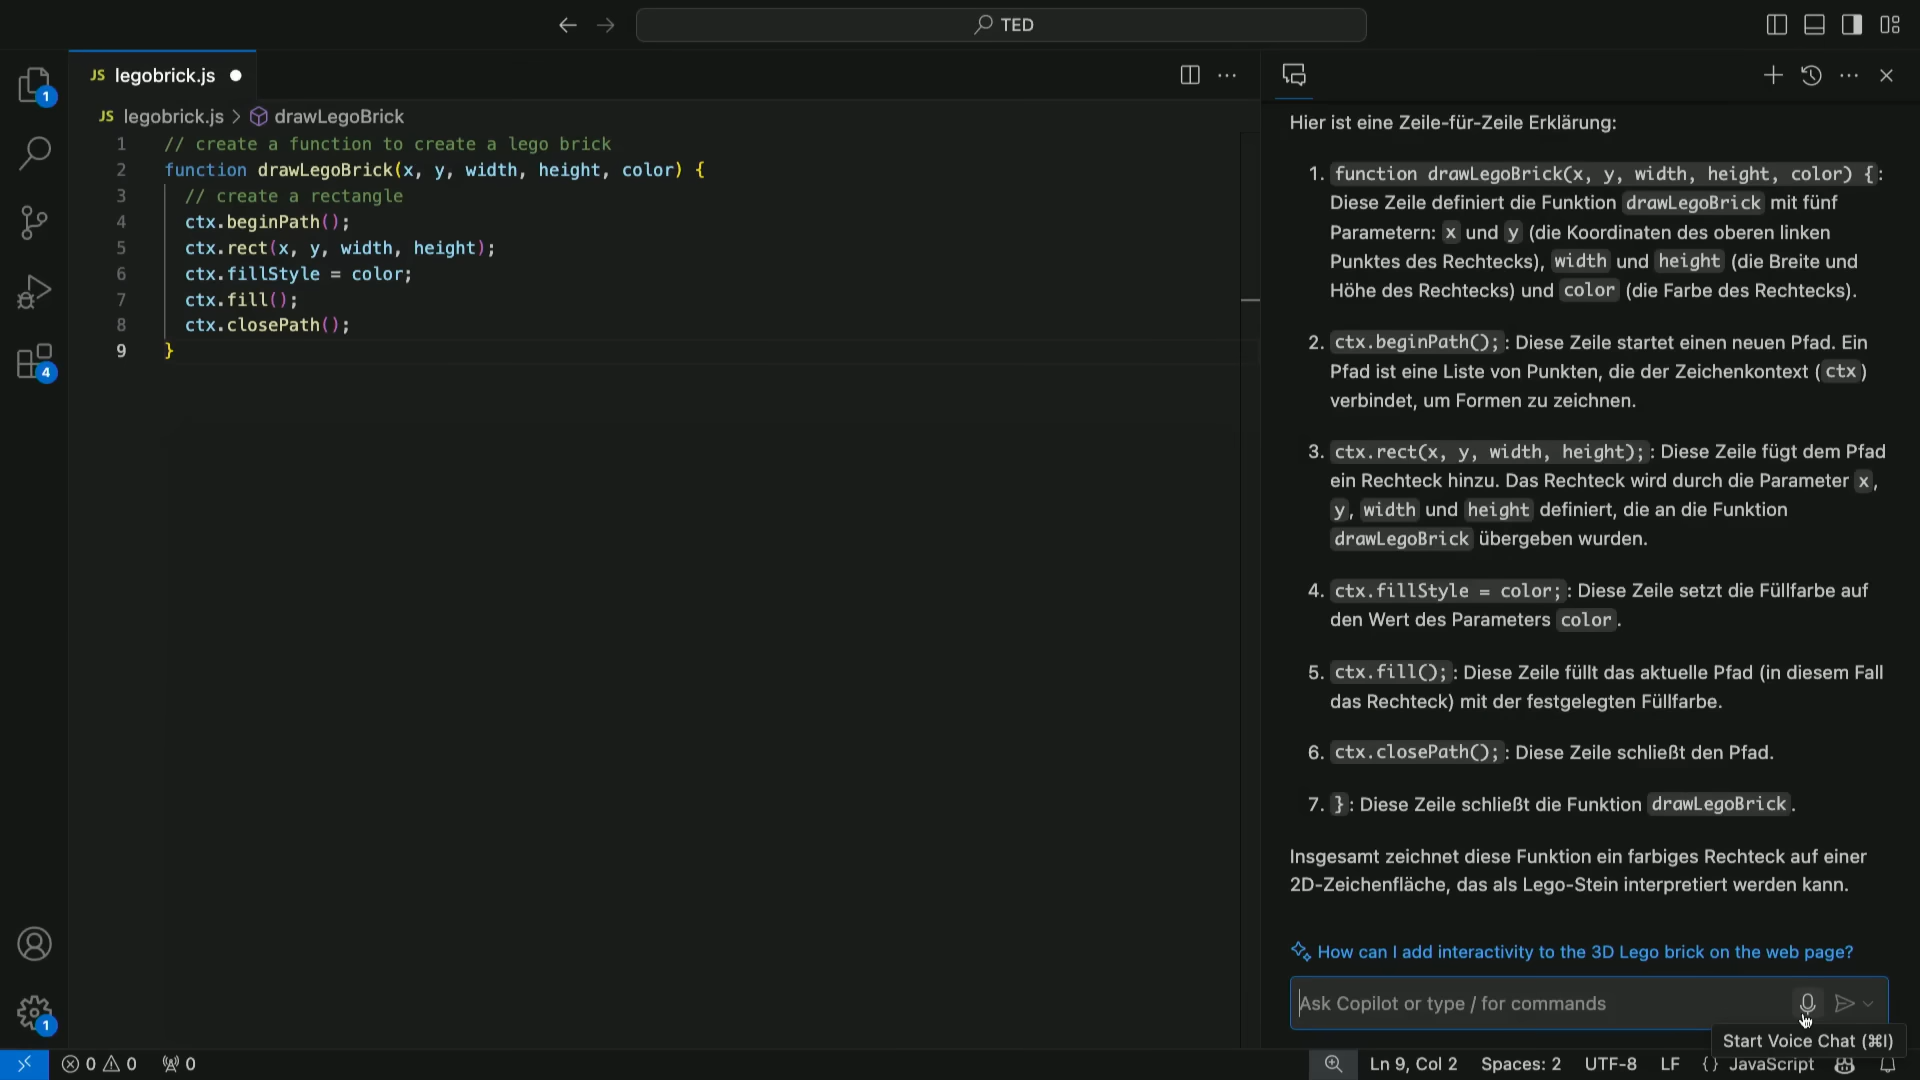 TED
JS legobrick.js
JS legobrick.js > drawLegoBrick
1 // create a function to create a lego brick
2 function drawLegoBrick(x, y, width, height, color) {
3 // create a rectangle
4 ctx.beginPath();
5 ctx.rect(x, y, width, height);
6 ctx.fillStyle = color;
7 ctx.fill();
8 ctx.closePath();
9 }
1
4
1
Hier ist eine Zeile-für-Zeile Erklärung:
1. function drawLegoBrick(x, y, width, height, color) {:
Diese Zeile definiert die Funktion drawLegoBrick mit fünf
Parametern: x und y (die Koordinaten des oberen linken
Punktes des Rechtecks), width und height (die Breite und
Höhe des Rechtecks) und color (die Farbe des Rechtecks).
2. ctx.beginPath();: Diese Zeile startet einen neuen Pfad. Ein
Pfad ist eine Liste von Punkten, die der Zeichenkontext (ctx)
verbindet, um Formen zu zeichnen.
3. ctx.rect(x, y, width, height);: Diese Zeile fügt dem Pfad
ein Rechteck hinzu. Das Rechteck wird durch die Parameter x,
y, width und height definiert, die an die Funktion
drawLegoBrick übergeben wurden.
4. ctx.fillStyle = color;: Diese Zeile setzt die Füllfarbe auf
den Wert des Parameters color.
5. ctx.fill();: Diese Zeile füllt das aktuelle Pfad (in diesem Fall
das Rechteck) mit der festgelegten Füllfarbe.
6. ctx.closePath();: Diese Zeile schließt den Pfad.
7. }: Diese Zeile schließt die Funktion drawLegoBrick.
Insgesamt zeichnet diese Funktion ein farbiges Rechteck auf einer
2D-Zeichenfläche, das als Lego-Stein interpretiert werden kann.
How can I add interactivity to the 3D Lego brick on the web page?
Ask Copilot or type / for commands
Start Voice Chat (⌘I)
0 0 0
Ln 9, Col 2 Spaces: 2 UTF-8 LF {} JavaScript